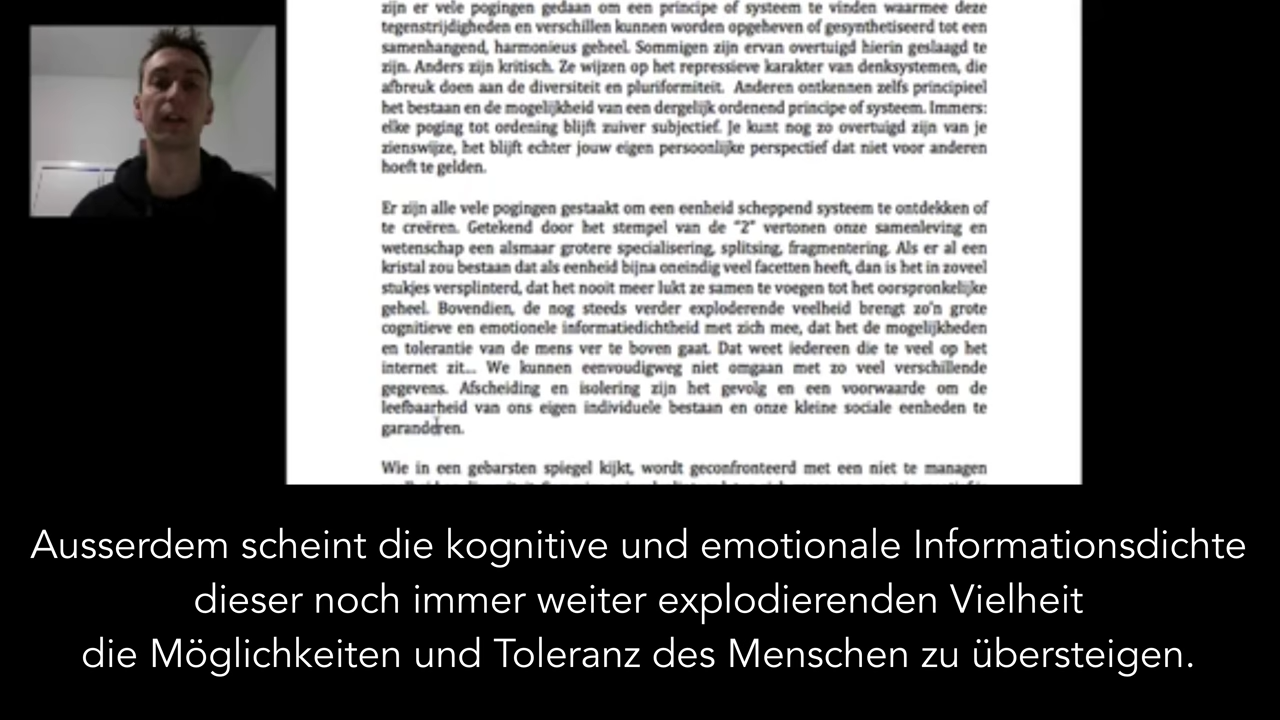 zijn er vele pogingen gedaan om een principe of systeem te vinden waarmee deze
tegenstrijdigheden en verschillen kunnen worden opgeheven of gesynthetiseerd tot een
samenhangend, harmonieus geheel. Sommigen zijn ervan overtuigd hierin geslaagd te
zijn. Anders zijn kritisch. Ze wijzen op het repressieve karakter van denksystemen, die
afbreuk doen aan de diversiteit en pluriformiteit. Anderen ontkennen zelfs principieel
het bestaan en de mogelijkheid van een dergelijk ordenend principe of systeem. Immers:
elke poging tot ordening blijft zuiver subjectief. Je kunt nog zo overtuigd zijn van je
zienswijze, het blijft echter jouw eigen persoonlijke perspectief dat niet voor anderen
hoeft te gelden.
Er zijn alle vele pogingen gestaakt om een eenheid scheppend systeem te ontdekken of
te creëren. Getekend door het stempel van de "2" vertonen onze samenleving en
wetenschap een alsmaar grotere specialisering, splitsing, fragmentering. Als er al een
kristal zou bestaan dat als eenheid bijna oneindig veel facetten heeft, dan is het in zoveel
stukjes versplinterd, dat het nooit meer lukt ze samen te voegen tot het oorspronkelijke
geheel. Bovendien, de nog steeds verder exploderende veelheid brengt zo'n grote
cognitieve en emotionele informatiedichtheid met zich mee, dat het de mogelijkheden
en tolerantie van de mens ver te boven gaat. Dat weet iedereen die te veel op het
internet zit... We kunnen eenvoudigweg niet omgaan met zo veel verschillende
gegevens. Afscheiding en isolering zijn het gevolg en een voorwaarde om de
leefbaarheid van ons eigen individuele bestaan en onze kleine sociale eenheden te
garanderen.
Wie in een gebarsten spiegel kijkt, wordt geconfronteerd met een niet te managen
Ausserdem scheint die kognitive und emotionale Informationsdichte
dieser noch immer weiter explodierenden Vielheit
die Möglichkeiten und Toleranz des Menschen zu übersteigen.